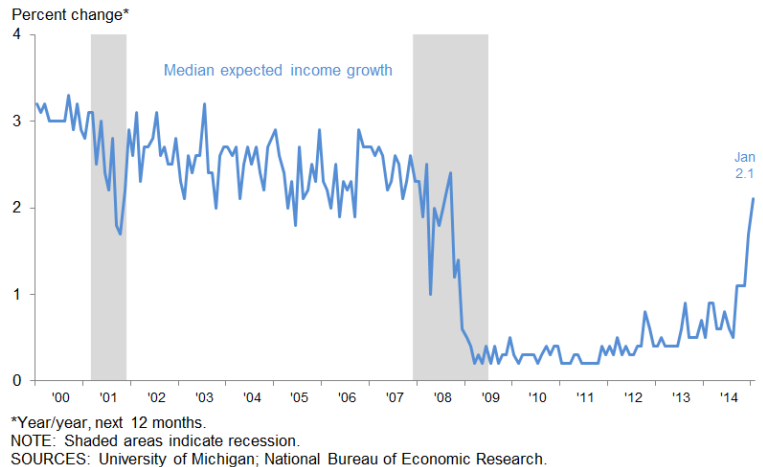 Percent change*
4
Median expected income growth
3
Jan
2.1
2
1
0
'00 '01 '02 '03 '04 '05 '06 '07 '08 '09 '10 '11 '12 '13 '14
*Year/year, next 12 months.
NOTE: Shaded areas indicate recession.
SOURCES: University of Michigan; National Bureau of Economic Research.